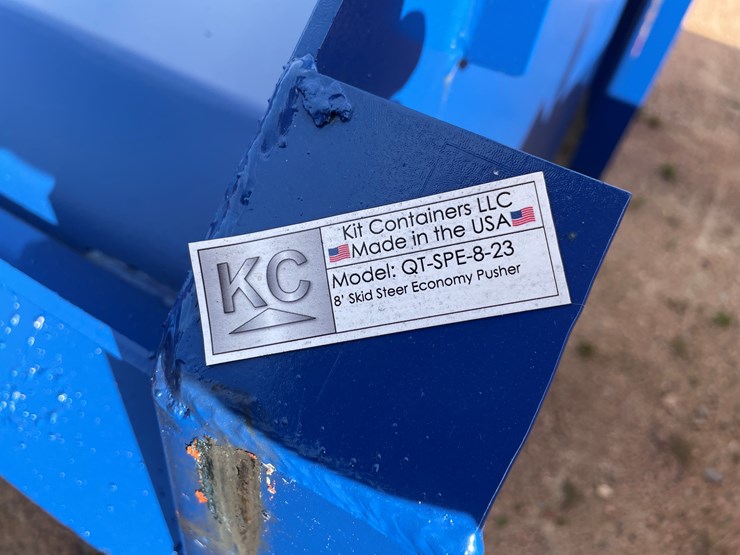 KC
Kit Containers LLC
Made in the USA
Model: QT-SPE-8-23
8' Skid Steer Economy Pusher